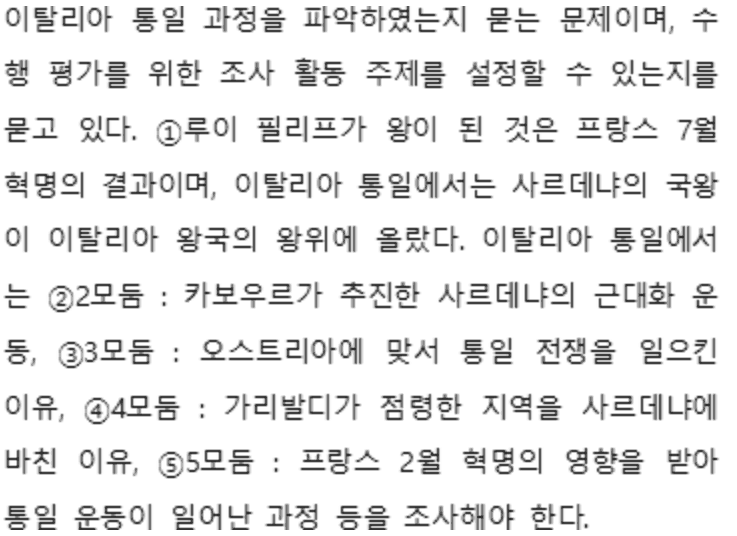 이탈리아 통일 과정을 파악하였는지 묻는 문제이며, 수
행 평가를 위한 조사 활동 주제를 설정할 수 있는지를
묻고 있다. ①루이 필리프가 왕이 된 것은 프랑스 7월
혁명의 결과이며, 이탈리아 통일에서는 사르데냐의 국왕
이 이탈리아 왕국의 왕위에 올랐다. 이탈리아 통일에서
는 ②2모둠 : 카보우르가 추진한 사르데냐의 근대화 운
동, ③3모둠 : 오스트리아에 맞서 통일 전쟁을 일으킨
이유, ④4모둠 : 가리발디가 점령한 지역을 사르데냐에
바친 이유, ⑤5모둠 : 프랑스 2월 혁명의 영향을 받아
통일 운동이 일어난 과정 등을 조사해야 한다.